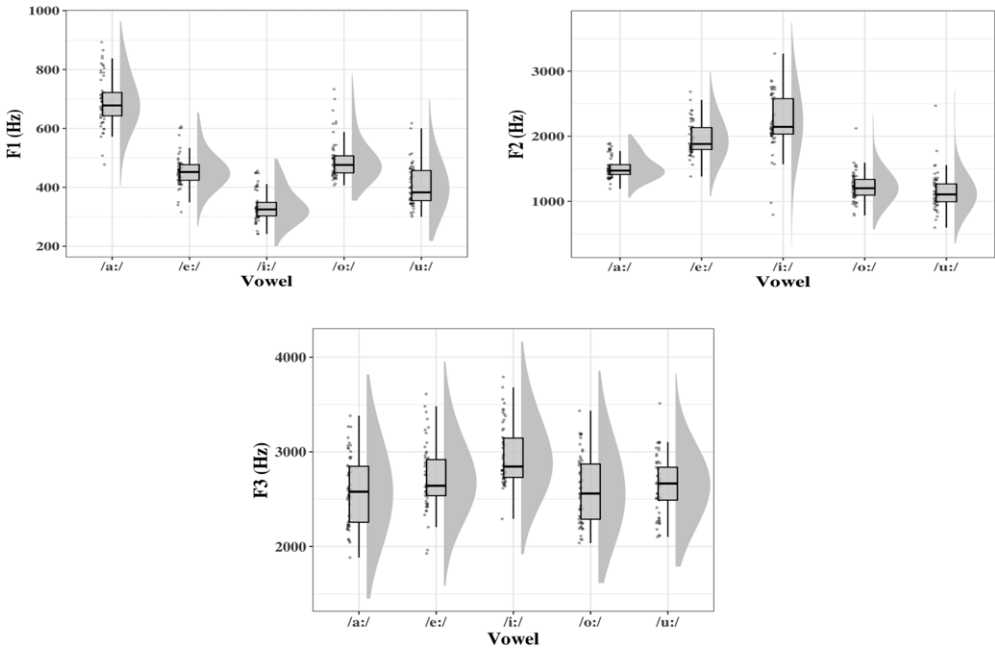 F1 (Hz)
1000
800
600
400
200
/a:/ /e:/ /i:/ /o:/ /u:/
Vowel
F2 (Hz)
3000
2000
1000
/a:/ /e:/ /i:/ /o:/ /u:/
Vowel
F3 (Hz)
4000
3000
2000
/a:/ /e:/ /i:/ /o:/ /u:/
Vowel